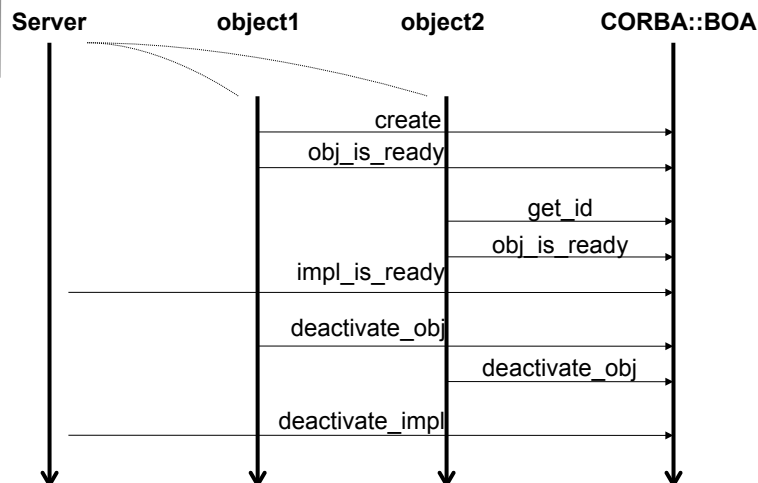 Server object1 object2 CORBA::BOA
create
obj_is_ready
get_id
obj_is_ready
impl_is_ready
deactivate_obj
deactivate_obj
deactivate_impl